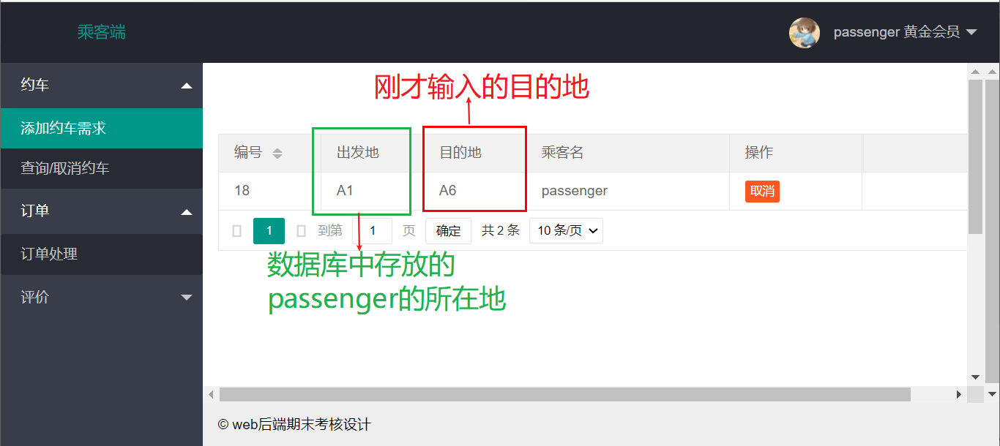 乘客端
passenger 黄金会员
约车
添加约车需求
查询/取消约车
订单
订单处理
评价
刚才输入的目的地
编号 出发地 目的地 乘客名 操作
18 A1 A6 passenger 取消
1 到第 1 页 确定 共 2 条 10 条/页
数据库中存放的
passenger的所在地
© web后端期末考核设计